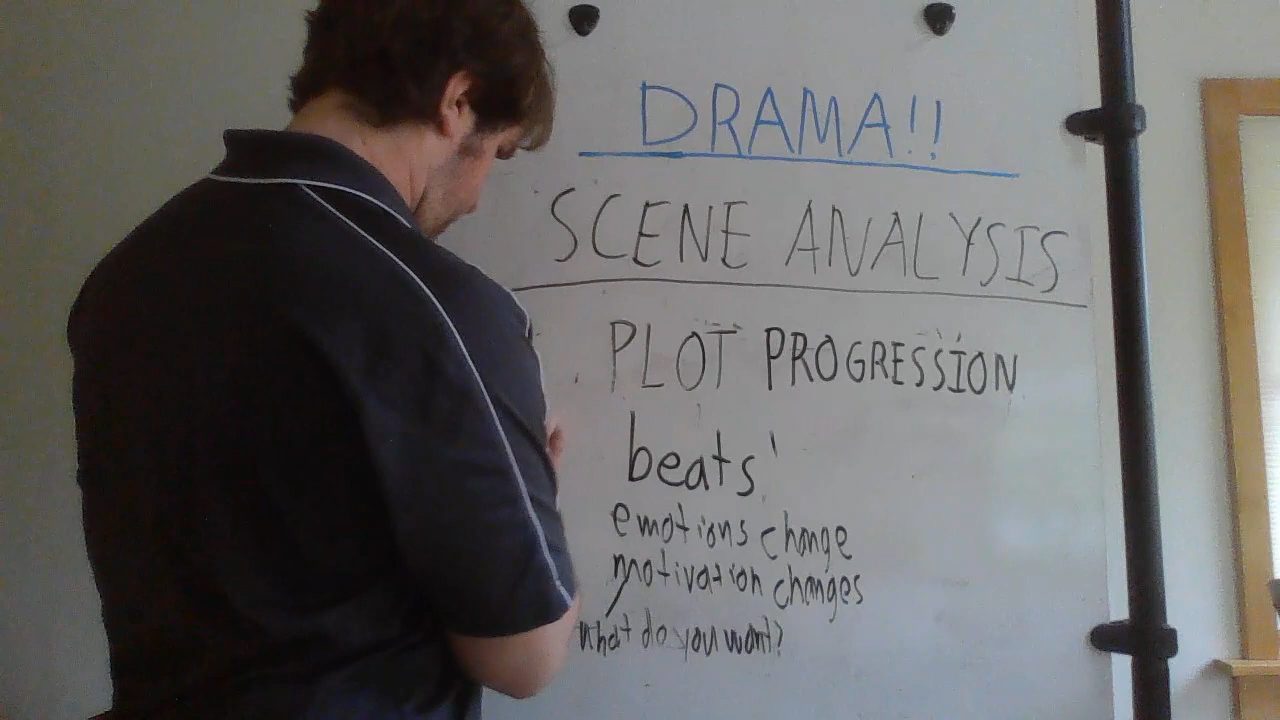 DRAMA!!
SCENE ANALYSIS
PLOT PROGRESSION
beats'
emotions change
motivation changes
what do you want?